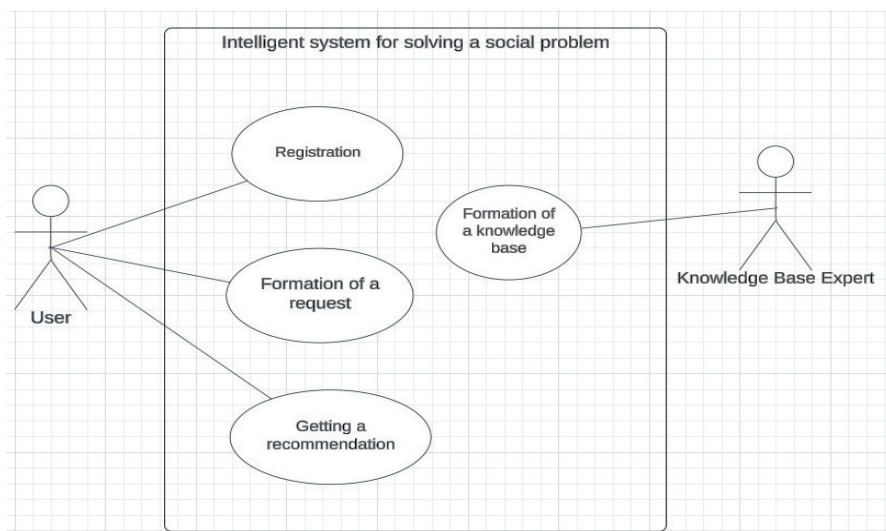 Intelligent system for solving a social problem
Registration
Formation of
a knowledge
base
Knowledge Base Expert
Formation of a
request
User
Getting a
recommendation